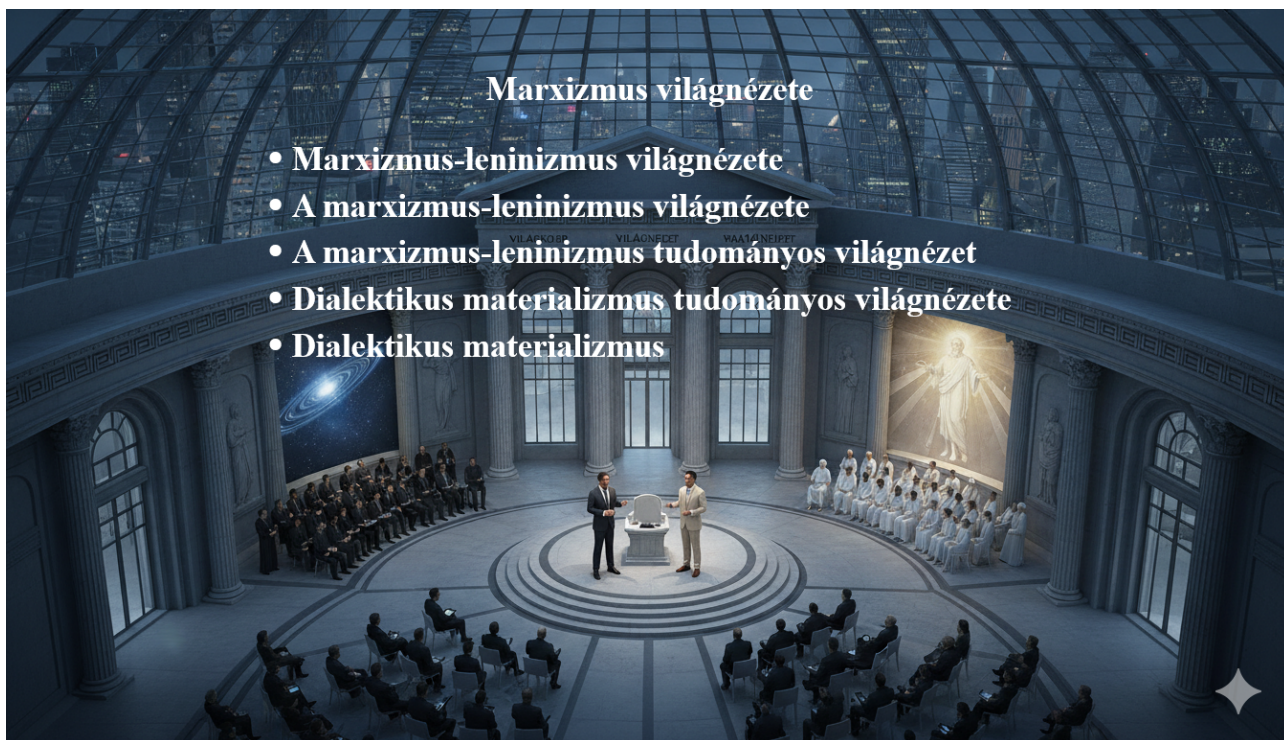 Marxizmus világnézete
• Marxizmus-leninizmus világnézete
• A marxizmus-leninizmus világnézete
• A marxizmus-leninizmus tudományos világnézet
• Dialektikus materializmus tudományos világnézete
• Dialektikus materializmus